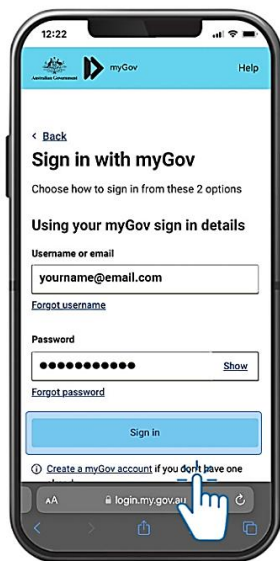 12:22
Australian Government
myGov
Help
< Back
Sign in with myGov
Choose how to sign in from these 2 options
Using your myGov sign in details
Username or email
yourname@email.com
Forgot username
Password
●●●●●●●●●●●
Show
Forgot password
Sign in
Create a myGov account if you don't have one
AA
login.my.gov.au